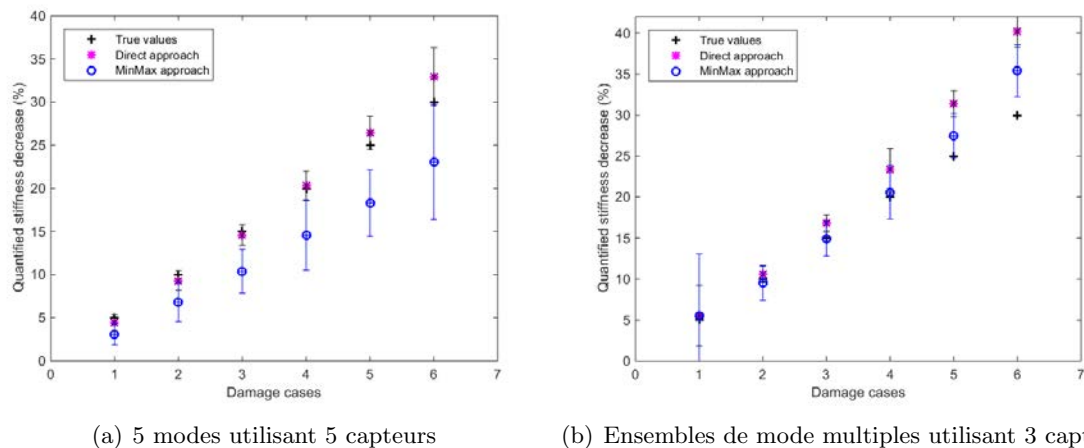 40
35
30
25
20
15
10
5
0
Quantified stiffness decrease (%)
True values
Direct approach
MinMax approach
0 1 2 3 4 5 6 7
Damage cases
(a) 5 modes utilisant 5 capteurs
40
35
30
25
20
15
10
5
0
Quantified stiffness decrease (%)
True values
Direct approach
MinMax approach
0 1 2 3 4 5 6 7
Damage cases
(b) Ensembles de mode multiples utilisant 3 capt